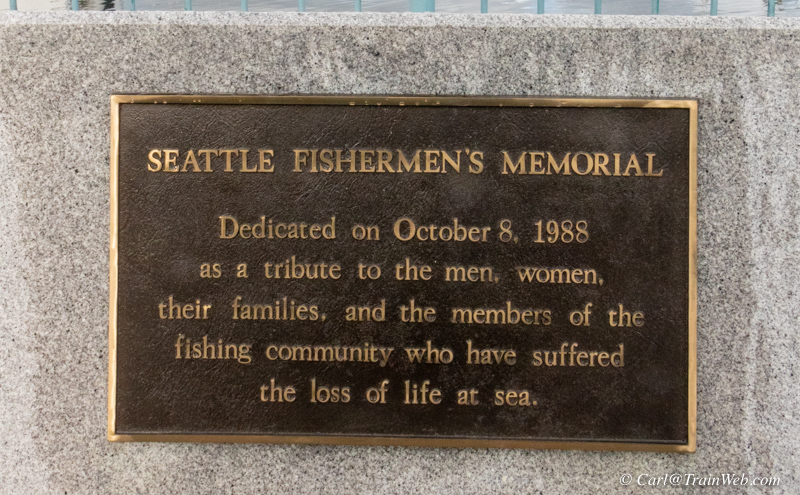 SEATTLE FISHERMEN'S MEMORIAL
Dedicated on October 8, 1988
as a tribute to the men, women,
their families, and the members of the
fishing community who have suffered
the loss of life at sea.
© Carl@TrainWeb.com